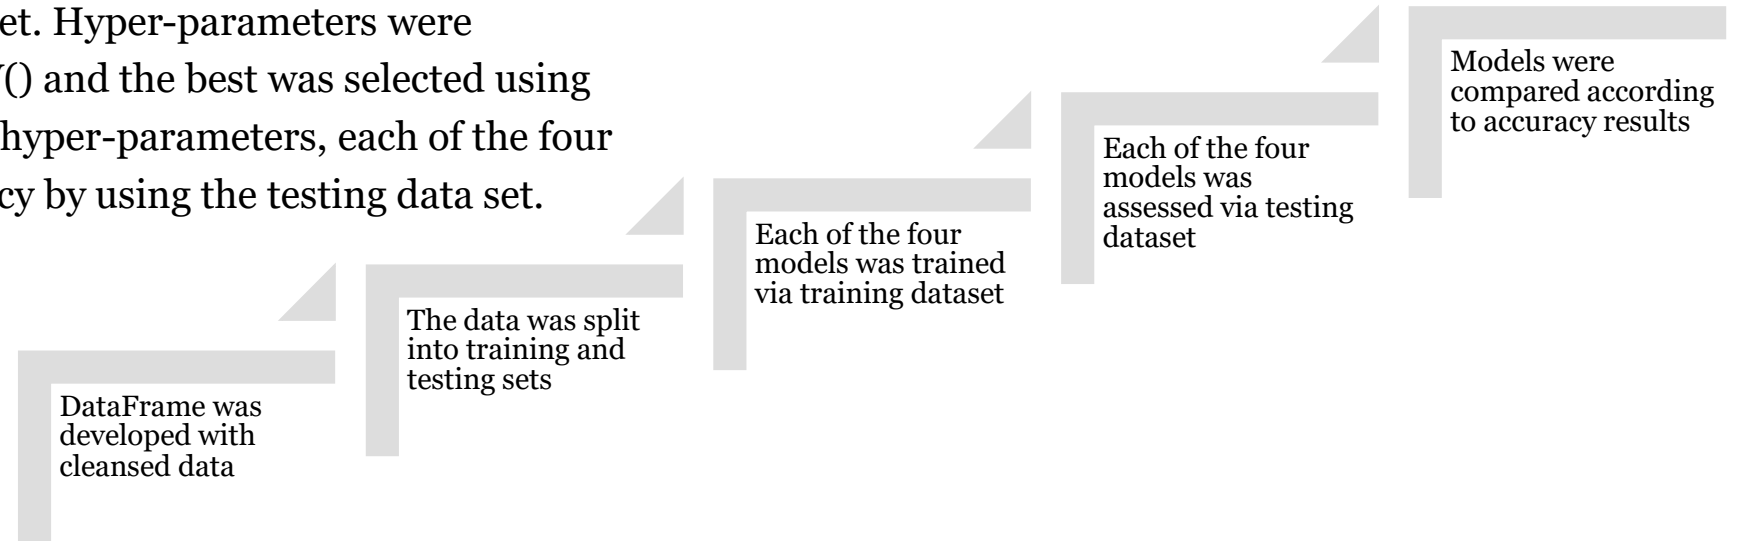 et. Hyper-parameters were
() and the best was selected using
hyper-parameters, each of the four
cy by using the testing data set.
DataFrame was
developed with
cleansed data
The data was split
into training and
testing sets
Each of the four
models was trained
via training dataset
Each of the four
models was
assessed via testing
dataset
Models were
compared according
to accuracy results